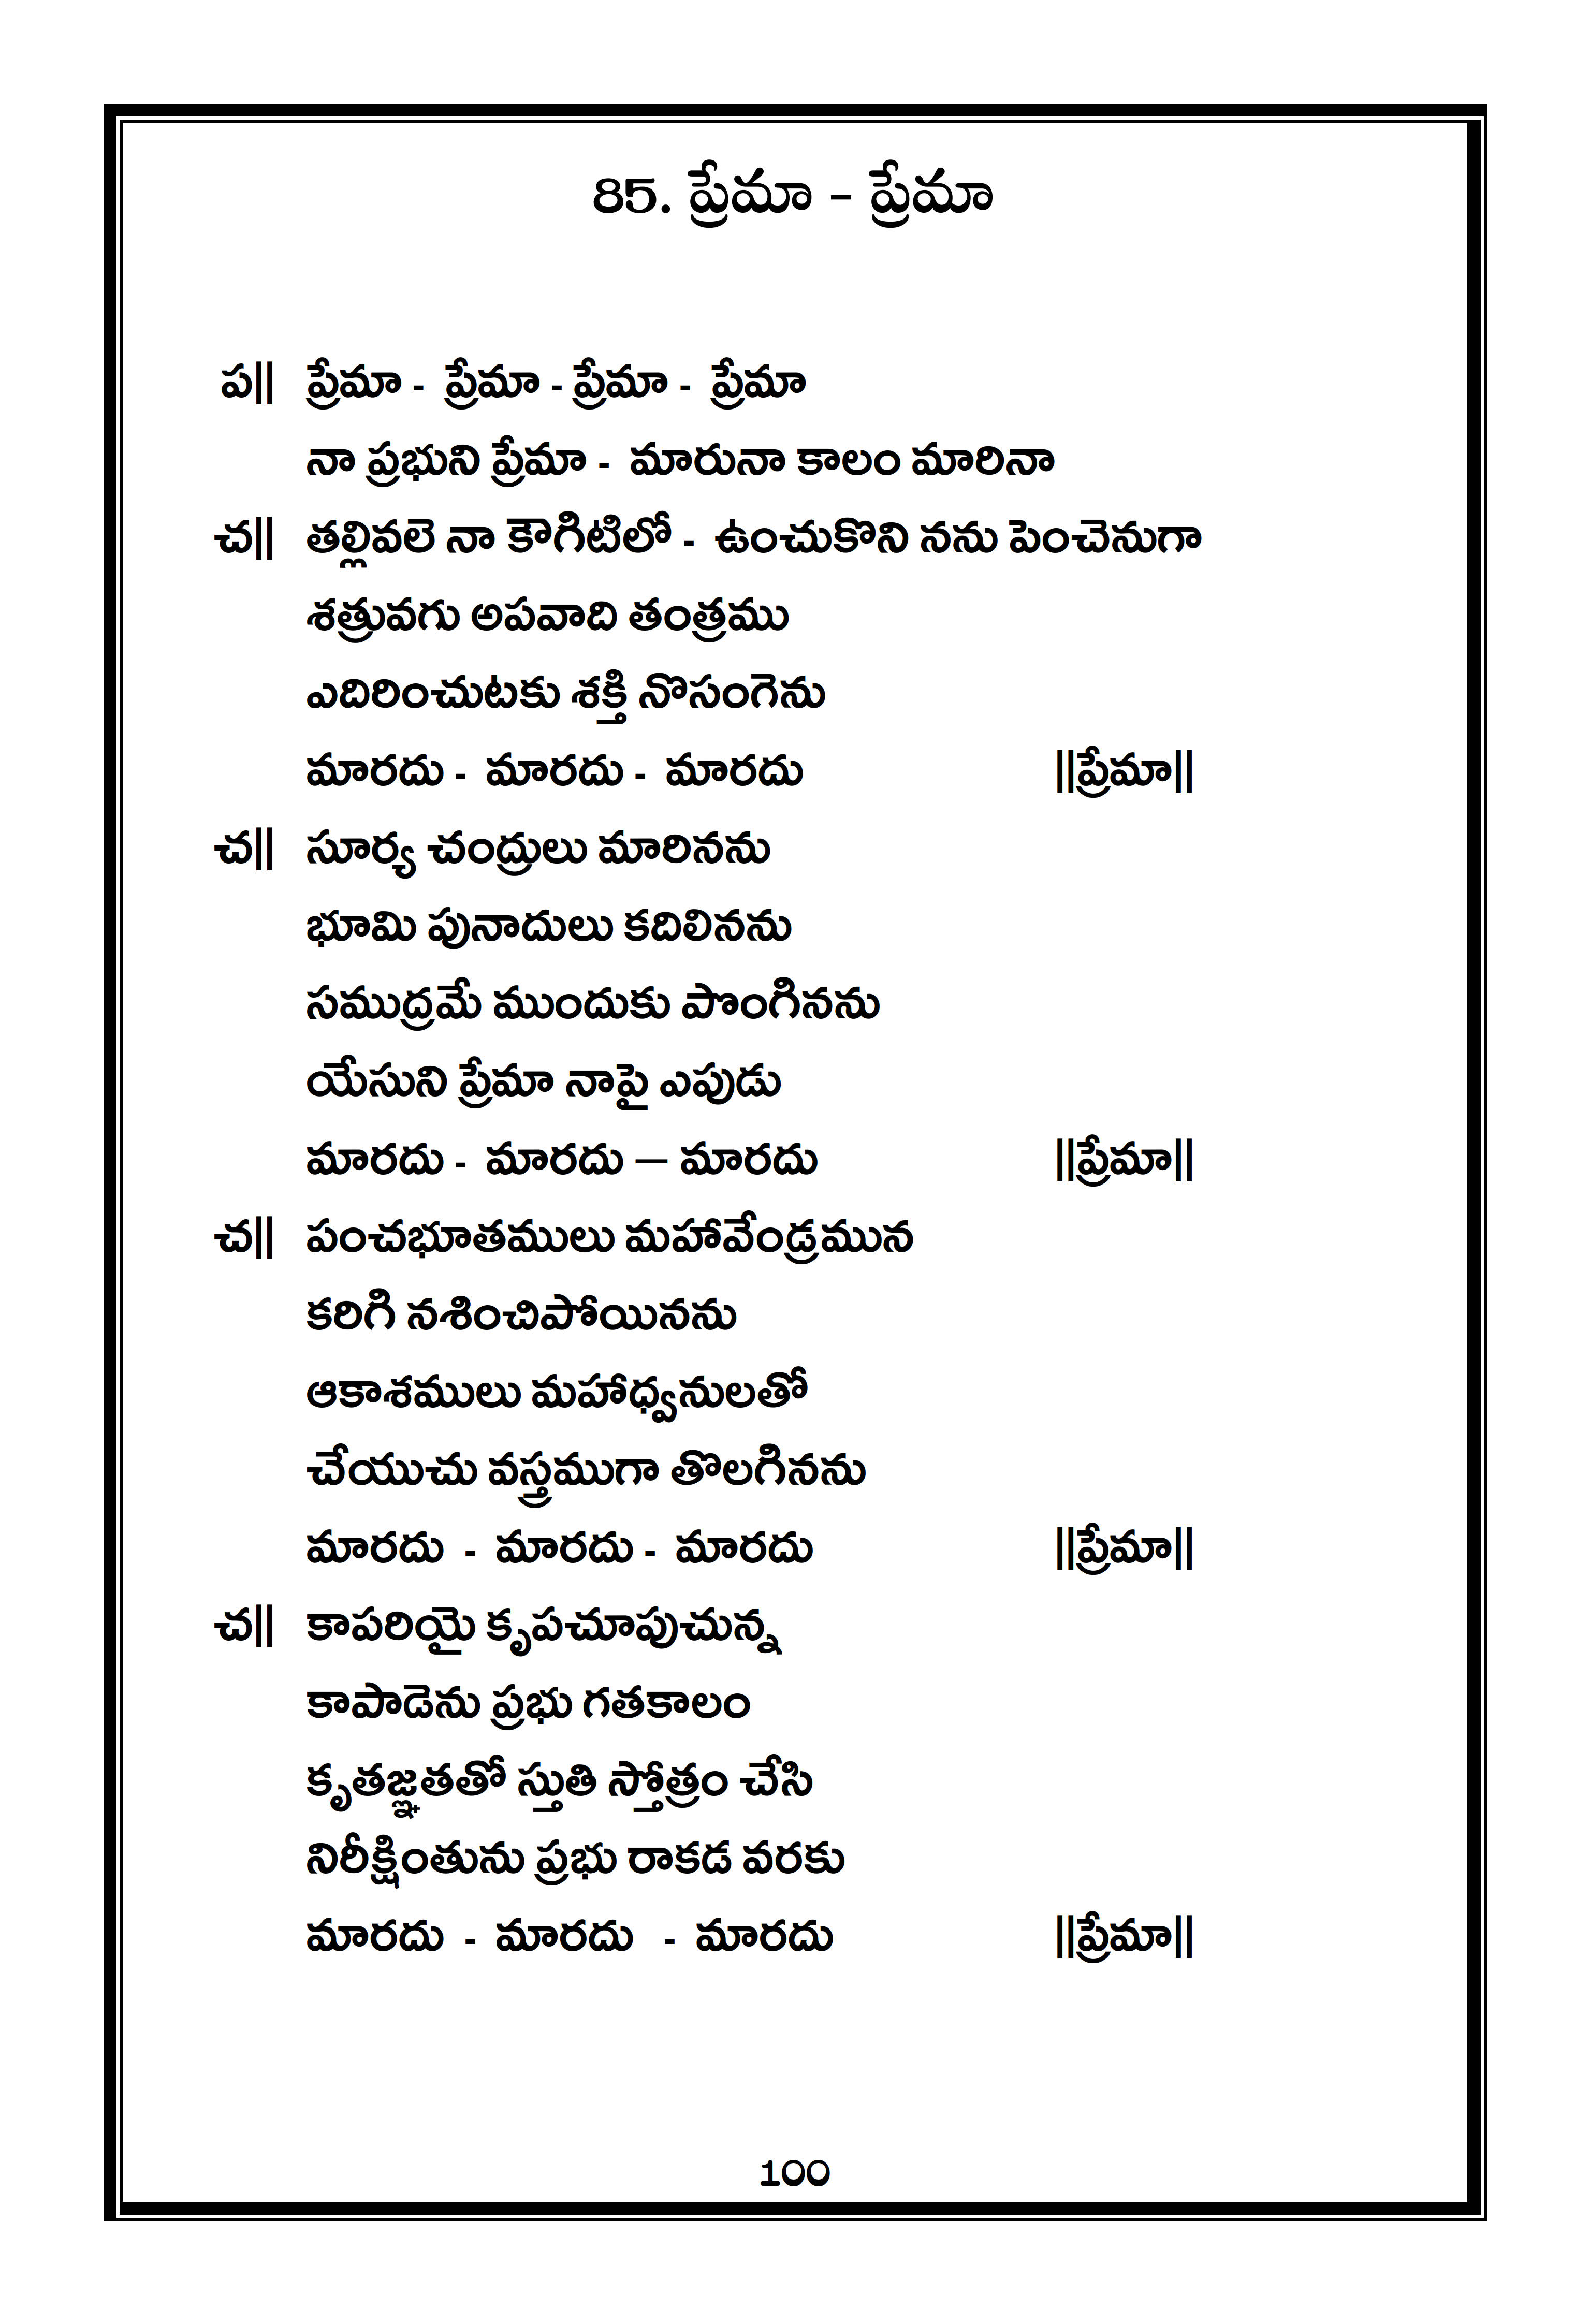 85. ప్రేమా - ప్రేమా
ప|| ప్రేమా - ప్రేమా - ప్రేమా - ప్రేమా
నా ప్రభుని ప్రేమా - మారునా కాలం మారినా
చ|| తల్లివలె నా కౌగిటిలో - ఉంచుకొని నను పెంచెనుగా
శత్రువగు అపవాది తంత్రము
ఎదిరించుటకు శక్తి నొసంగెను
మారదు - మారదు - మారదు ||ప్రేమా||
చ|| సూర్య చంద్రులు మారినను
భూమి పునాదులు కదిలినను
సముద్రమే ముందుకు పొంగినను
యేసుని ప్రేమా నాపై ఎపుడు
మారదు - మారదు – మారదు ||ప్రేమా||
చ|| పంచభూతములు మహావేండ్రమున
కరిగి నశించిపోయినను
ఆకాశములు మహాధ్వనులతో
చేయుచు వస్త్రముగా తొలగినను
మారదు - మారదు - మారదు ||ప్రేమా||
చ|| కాపరియై కృపచూపుచున్న
కాపాడెను ప్రభు గతకాలం
కృతజ్ఞతతో స్తుతి స్తోత్రం చేసి
నిరీక్షింతును ప్రభు రాకడ వరకు
మారదు - మారదు - మారదు ||ప్రేమా||
100